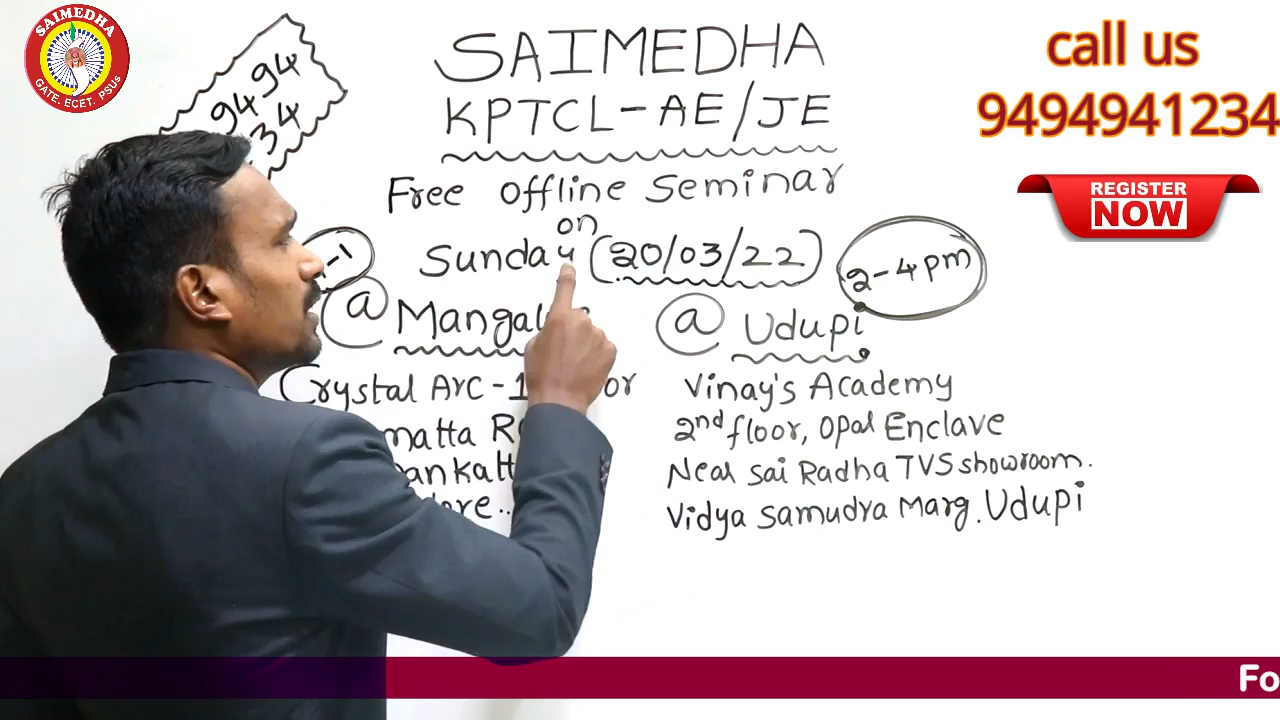 SAIMEDHA
GATE. ECET. PSUs
9494
34
SAIMEDHA
KPTCL-AE/JE
Free offline Seminar
on
Sunday (20/03/22)
-1
2-4pm
@
@ Udupi
Crystal Arc -
Vinay's Academy
2nd floor, Opal Enclave
Near Sai Radha TVS showroom.
Vidya Samudra Marg. Udupi
call us
9494941234
REGISTER
NOW
Fo